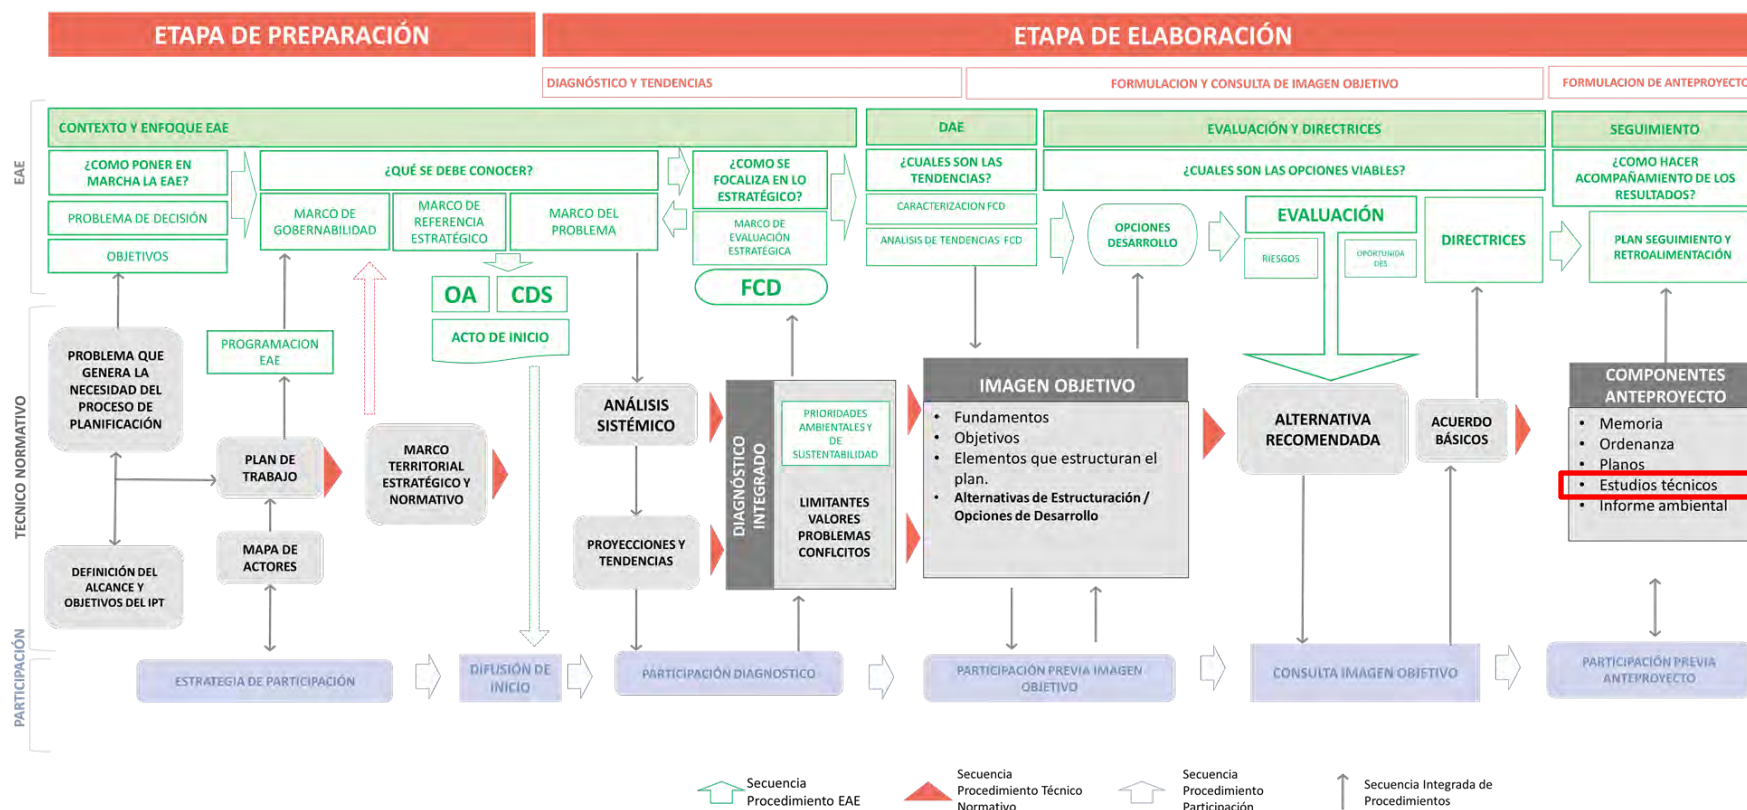 ETAPA DE PREPARACIÓN
ETAPA DE ELABORACIÓN
DIAGNÓSTICO Y TENDENCIAS
FORMULACION Y CONSULTA DE IMAGEN OBJETIVO
FORMULACION DE ANTEPROYECTO
EAE
CONTEXTO Y ENFOQUE EAE
DAE
EVALUACIÓN Y DIRECTRICES
SEGUIMIENTO
¿COMO PONER EN
MARCHA LA EAE?
¿QUÉ SE DEBE CONOCER?
¿COMO SE
FOCALIZA EN LO
ESTRATÉGICO?
¿CUALES SON LAS
TENDENCIAS?
¿CUALES SON LAS OPCIONES VIABLES?
¿COMO HACER
ACOMPAÑAMIENTO DE LOS
RESULTADOS?
PROBLEMA DE DECISIÓN
OBJETIVOS
MARCO DE
GOBERNABILIDAD
MARCO DE
REFERENCIA
ESTRATÉGICO
MARCO DEL
PROBLEMA
MARCO DE
EVALUACIÓN
ESTRATÉGICA
CARACTERIZACION FCD
ANALISIS DE TENDENCIAS FCD
OPCIONES
DESARROLLO
EVALUACIÓN
RIESGOS
OPORTUNIDA
DES
DIRECTRICES
PLAN SEGUIMIENTO Y
RETROALIMENTACIÓN
OA
CDS
FCD
ACTO DE INICIO
TECNICO NORMATIVO
PROBLEMA QUE
GENERA LA
NECESIDAD DEL
PROCESO DE
PLANIFICACIÓN
PROGRAMACION
EAE
PLAN DE
TRABAJO
MARCO
TERRITORIAL
ESTRATÉGICO Y
NORMATIVO
MAPA DE
ACTORES
DEFINICIÓN DEL
ALCANCE Y
OBJETIVOS DEL IPT
ANÁLISIS
SISTÉMICO
PROYECCIONES Y
TENDENCIAS
DIAGNÓSTICO
INTEGRADO
PRIORIDADES
AMBIENTALES Y
DE
SUSTENTABILIDAD
LIMITANTES
VALORES
PROBLEMAS
CONFLCITOS
IMAGEN OBJETIVO
• Fundamentos
• Objetivos
• Elementos que estructuran el
plan.
• Alternativas de Estructuración /
Opciones de Desarrollo
ALTERNATIVA
RECOMENDADA
ACUERDO
BÁSICOS
COMPONENTES
ANTEPROYECTO
• Memoria
• Ordenanza
• Planos
• Estudios técnicos
• Informe ambiental
PARTICIPACIÓN
ESTRATEGIA DE PARTICIPACIÓN
DIFUSIÓN DE
INICIO
PARTICIPACIÓN DIAGNOSTICO
PARTICIPACIÓN PREVIA IMAGEN
OBJETIVO
CONSULTA IMAGEN OBJETIVO
PARTICIPACIÓN PREVIA
ANTEPROYECTO
Secuencia
Procedimiento EAE
Secuencia
Procedimiento Técnico
Normativo
Secuencia
Procedimiento
Participación
Secuencia Integrada de
Procedimientos